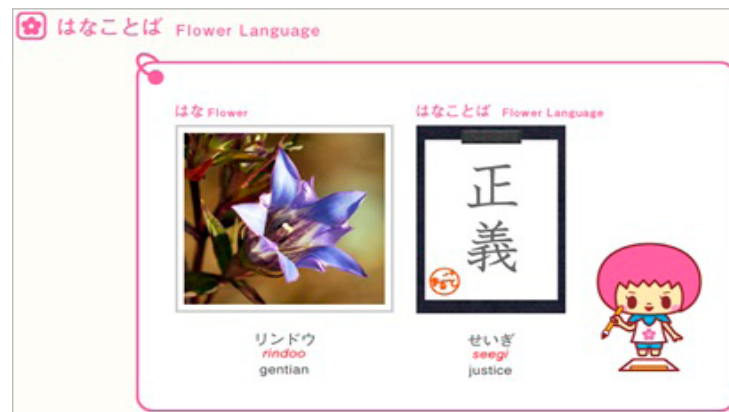 はなことば Flower Language
はな Flower
はなことば Flower Language
正
義
リンドウ
rindoo
gentian
せいぎ
seegi
justice